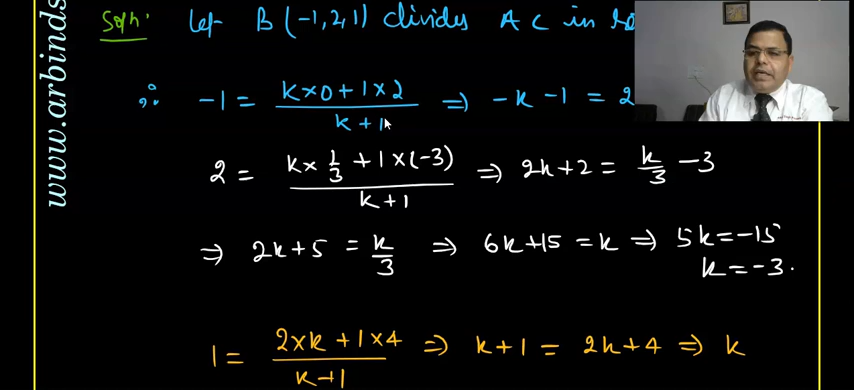 www.arbinds
Soln. Let B (-1,2,1) divides A C in
∴ -1 = (k×0+1×2)/(k+1) ⇒ -k-1 = 2
2 = (k×1/3+1×(-3))/(k+1) ⇒ 2k+2 = k/3 -3
⇒ 2k+5 = k/3 ⇒ 6k+15 = k ⇒ 5k=-15
k=-3.
1 = (2×k+1×4)/(k+1) ⇒ k+1 = 2k+4 ⇒ k